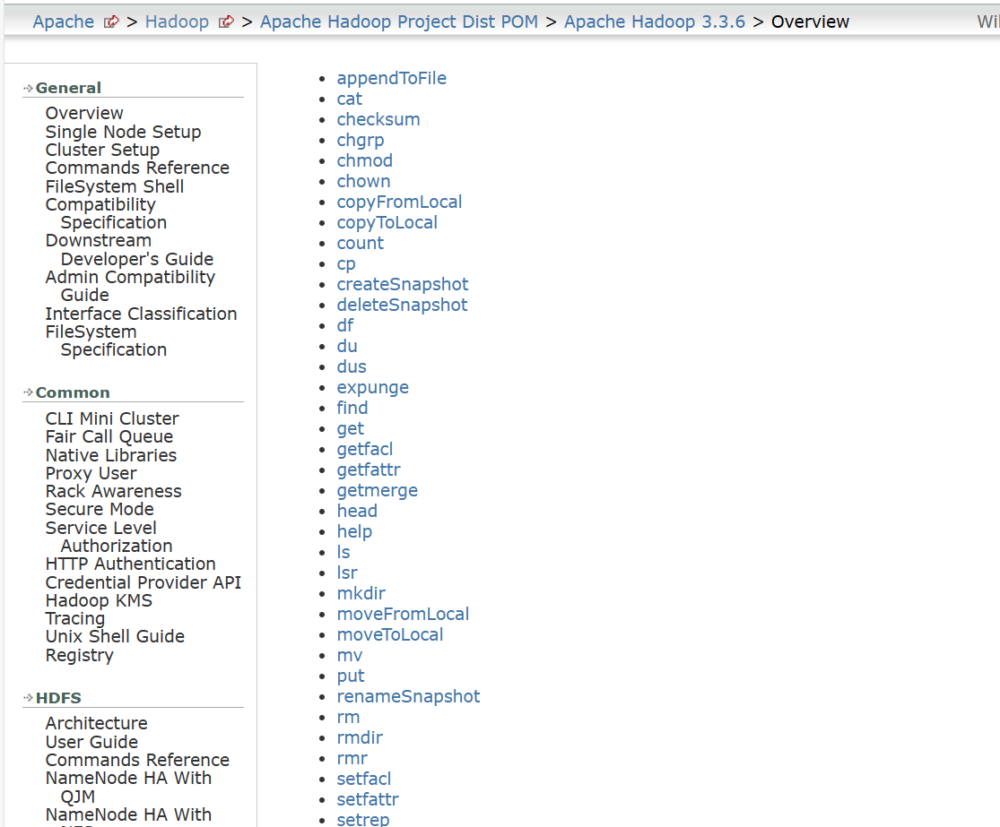 Apache > Hadoop > Apache Hadoop Project Dist POM > Apache Hadoop 3.3.6 > Overview
General
Overview
Single Node Setup
Cluster Setup
Commands Reference
FileSystem Shell
Compatibility
Specification
Downstream
Developer's Guide
Admin Compatibility
Guide
Interface Classification
FileSystem
Specification
Common
CLI Mini Cluster
Fair Call Queue
Native Libraries
Proxy User
Rack Awareness
Secure Mode
Service Level
Authorization
HTTP Authentication
Credential Provider API
Hadoop KMS
Tracing
Unix Shell Guide
Registry
HDFS
Architecture
User Guide
Commands Reference
NameNode HA With
QJM
NameNode HA With
appendToFile
cat
checksum
chgrp
chmod
chown
copyFromLocal
copyToLocal
count
cp
createSnapshot
deleteSnapshot
df
du
dus
expunge
find
get
getfacl
getfattr
getmerge
head
help
ls
lsr
mkdir
moveFromLocal
moveToLocal
mv
put
renameSnapshot
rm
rmdir
rmr
setfacl
setfattr
setrep